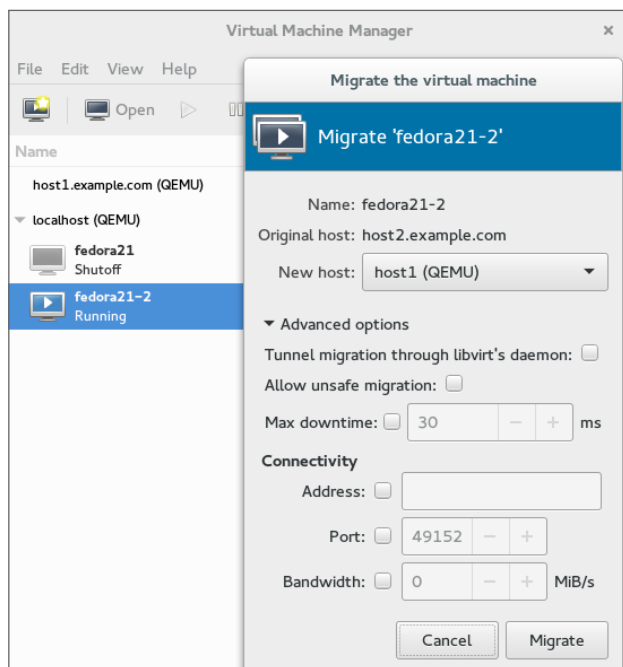 Virtual Machine Manager ×
File Edit View Help
Open
Name
host1.example.com (QEMU)
localhost (QEMU)
fedora21
Shutoff
fedora21-2
Running
Migrate the virtual machine
Migrate 'fedora21-2'
Name: fedora21-2
Original host: host2.example.com
New host: host1 (QEMU)
Advanced options
Tunnel migration through libvirt's daemon:
Allow unsafe migration:
Max downtime: 30 − + ms
Connectivity
Address:
Port: 49152 − +
Bandwidth: 0 − + MiB/s
Cancel Migrate